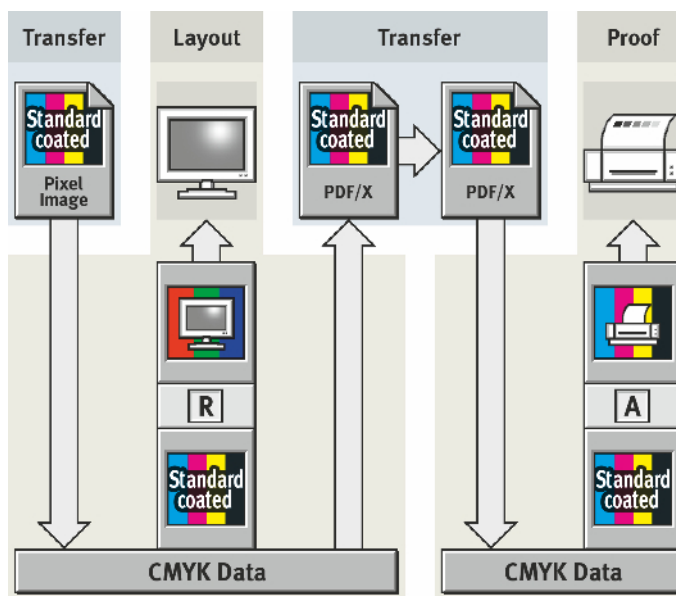 Transfer
Layout
Transfer
Proof
Standard
coated
Pixel
Image
Standard
coated
PDF/X
Standard
coated
PDF/X
R
A
Standard
coated
Standard
coated
CMYK Data
CMYK Data